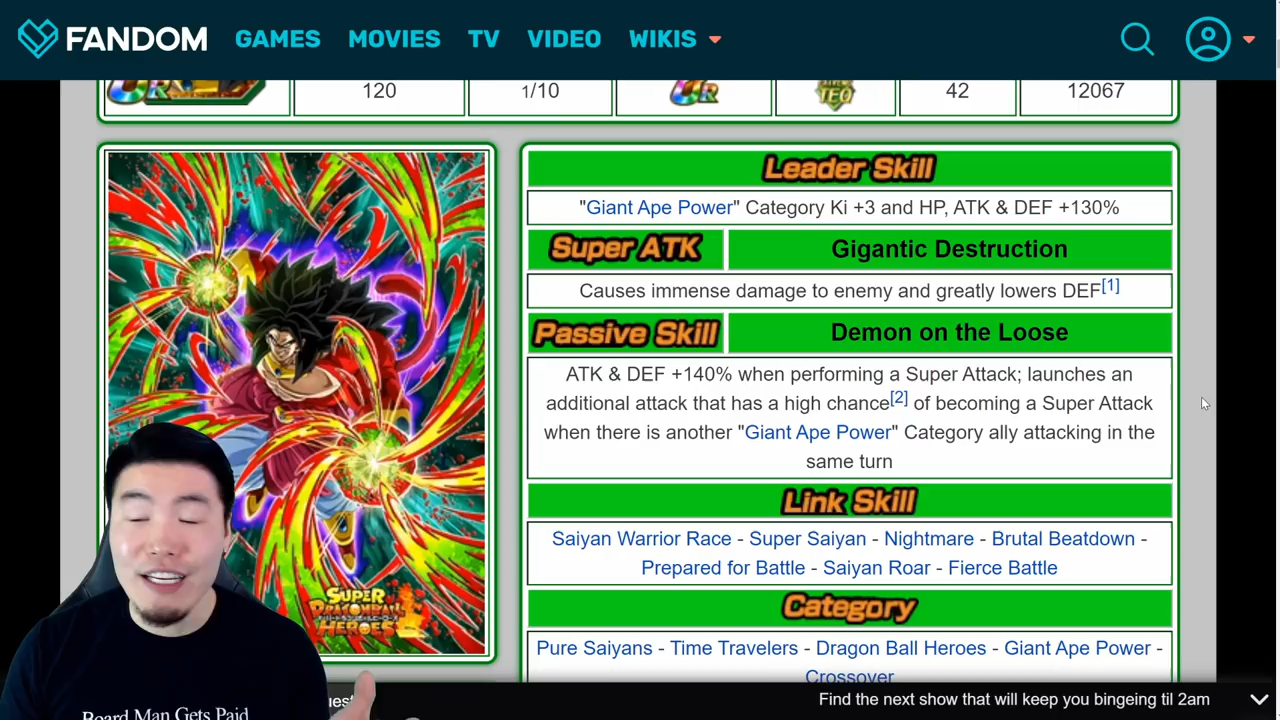 FANDOM GAMES MOVIES TV VIDEO WIKIS
UR 120 1/10 UR TEQ 42 12067
Leader Skill
"Giant Ape Power" Category Ki +3 and HP, ATK & DEF +130%
Super ATK Gigantic Destruction
Causes immense damage to enemy and greatly lowers DEF[1]
Passive Skill Demon on the Loose
ATK & DEF +140% when performing a Super Attack; launches an
additional attack that has a high chance[2] of becoming a Super Attack
when there is another "Giant Ape Power" Category ally attacking in the
same turn
Link Skill
Saiyan Warrior Race - Super Saiyan - Nightmare - Brutal Beatdown -
Prepared for Battle - Saiyan Roar - Fierce Battle
Category
Pure Saiyans - Time Travelers - Dragon Ball Heroes - Giant Ape Power -
Crossover
SUPER
DRAGONBALL
HEROES
Find the next show that will keep you bingeing til 2am
Board Man Gets Paid